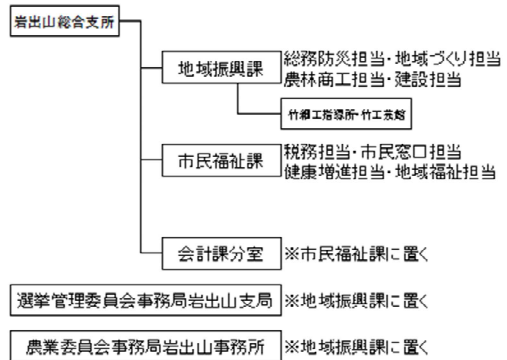 岩出山総合支所
地域振興課
総務防災担当・地域づくり担当
農林商工担当・建設担当
竹細工指導所・竹工芸館
市民福祉課
税務担当・市民窓口担当
健康増進担当・地域福祉担当
会計課分室
※市民福祉課に置く
選挙管理委員会事務局岩出山支局
※地域振興課に置く
農業委員会事務局岩出山事務所
※地域振興課に置く